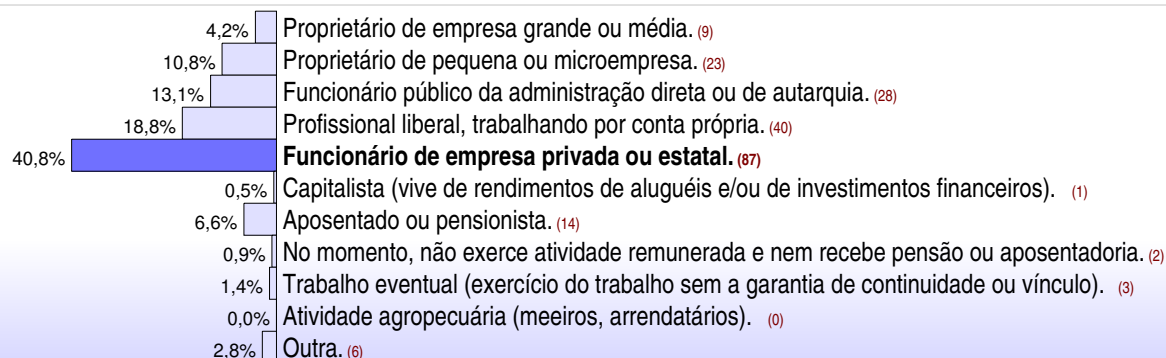 4,2% Proprietário de empresa grande ou média. (9)
10,8% Proprietário de pequena ou microempresa. (23)
13,1% Funcionário público da administração direta ou de autarquia. (28)
18,8% Profissional liberal, trabalhando por conta própria. (40)
40,8% Funcionário de empresa privada ou estatal. (87)
0,5% Capitalista (vive de rendimentos de aluguéis e/ou de investimentos financeiros). (1)
6,6% Aposentado ou pensionista. (14)
0,9% No momento, não exerce atividade remunerada e nem recebe pensão ou aposentadoria. (2)
1,4% Trabalho eventual (exercício do trabalho sem a garantia de continuidade ou vínculo). (3)
0,0% Atividade agropecuária (meeiros, arrendatários). (0)
2,8% Outra. (6)